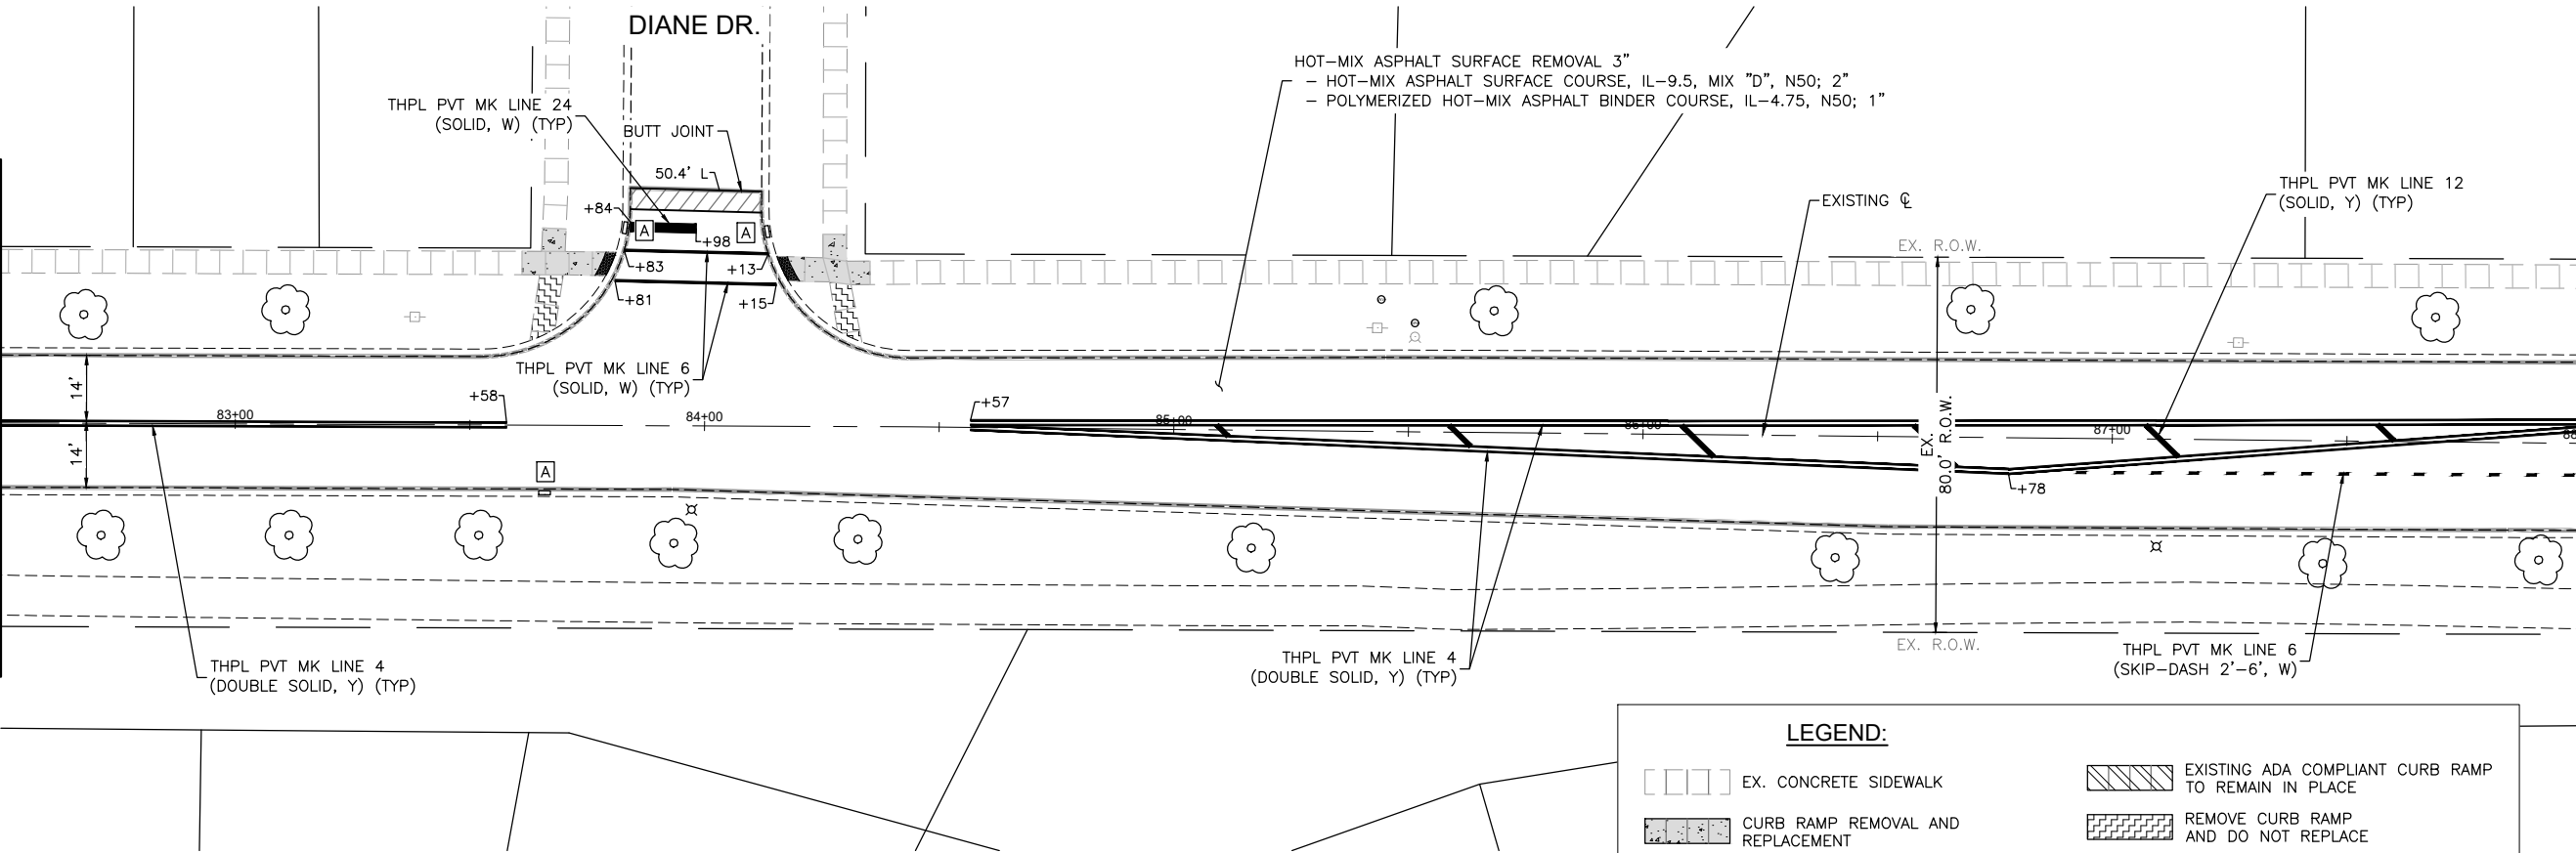 DIANE DR.
HOT-MIX ASPHALT SURFACE REMOVAL 3"
- HOT-MIX ASPHALT SURFACE COURSE, IL-9.5, MIX "D", N50; 2"
- POLYMERIZED HOT-MIX ASPHALT BINDER COURSE, IL-4.75, N50; 1"
THPL PVT MK LINE 24
(SOLID, W) (TYP)
BUTT JOINT
50.4' L
+84
A
A
+98
+83
+13
+81
+15
EXISTING ℄
THPL PVT MK LINE 12
(SOLID, Y) (TYP)
EX. R.O.W.
THPL PVT MK LINE 6
(SOLID, W) (TYP)
14'
14'
83+00
+58
84+00
+57
85+00
86+00
EX.
80.0' R.O.W.
87+00
88
+78
A
THPL PVT MK LINE 4
(DOUBLE SOLID, Y) (TYP)
THPL PVT MK LINE 4
(DOUBLE SOLID, Y) (TYP)
EX. R.O.W.
THPL PVT MK LINE 6
(SKIP-DASH 2'-6', W)
LEGEND:
EX. CONCRETE SIDEWALK
CURB RAMP REMOVAL AND
REPLACEMENT
EXISTING ADA COMPLIANT CURB RAMP
TO REMAIN IN PLACE
REMOVE CURB RAMP
AND DO NOT REPLACE